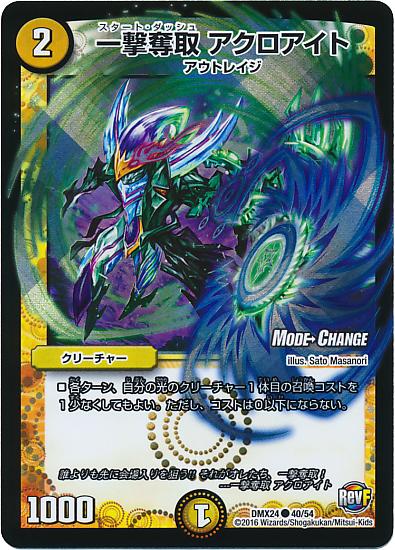 2
スタート・ダッシュ
一撃奪取 アクロアイト
アウトレイジ
MODE→CHANGE
illus. Sato Masanori
クリーチャー
■ 各ターン、自分の光のクリーチャー1体目の召喚コストを
1少なくしてもよい。ただし、コストは0以下にならない。
誰よりも先に会場入りを狙う!! それがオレたち、一撃奪取!
---一撃奪取 アクロアイト
1000
1
RevF
DMX24 ● 40/54
©2016 Wizards/Shogakukan/Mitsui-Kids